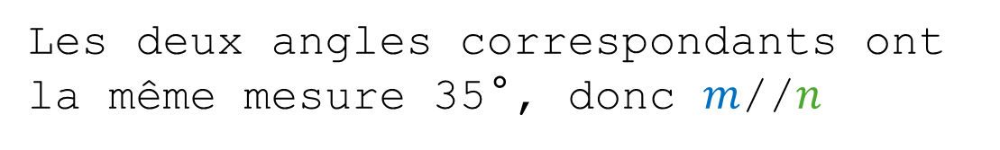 Les deux angles correspondants ont
la même mesure 35°, donc m//n